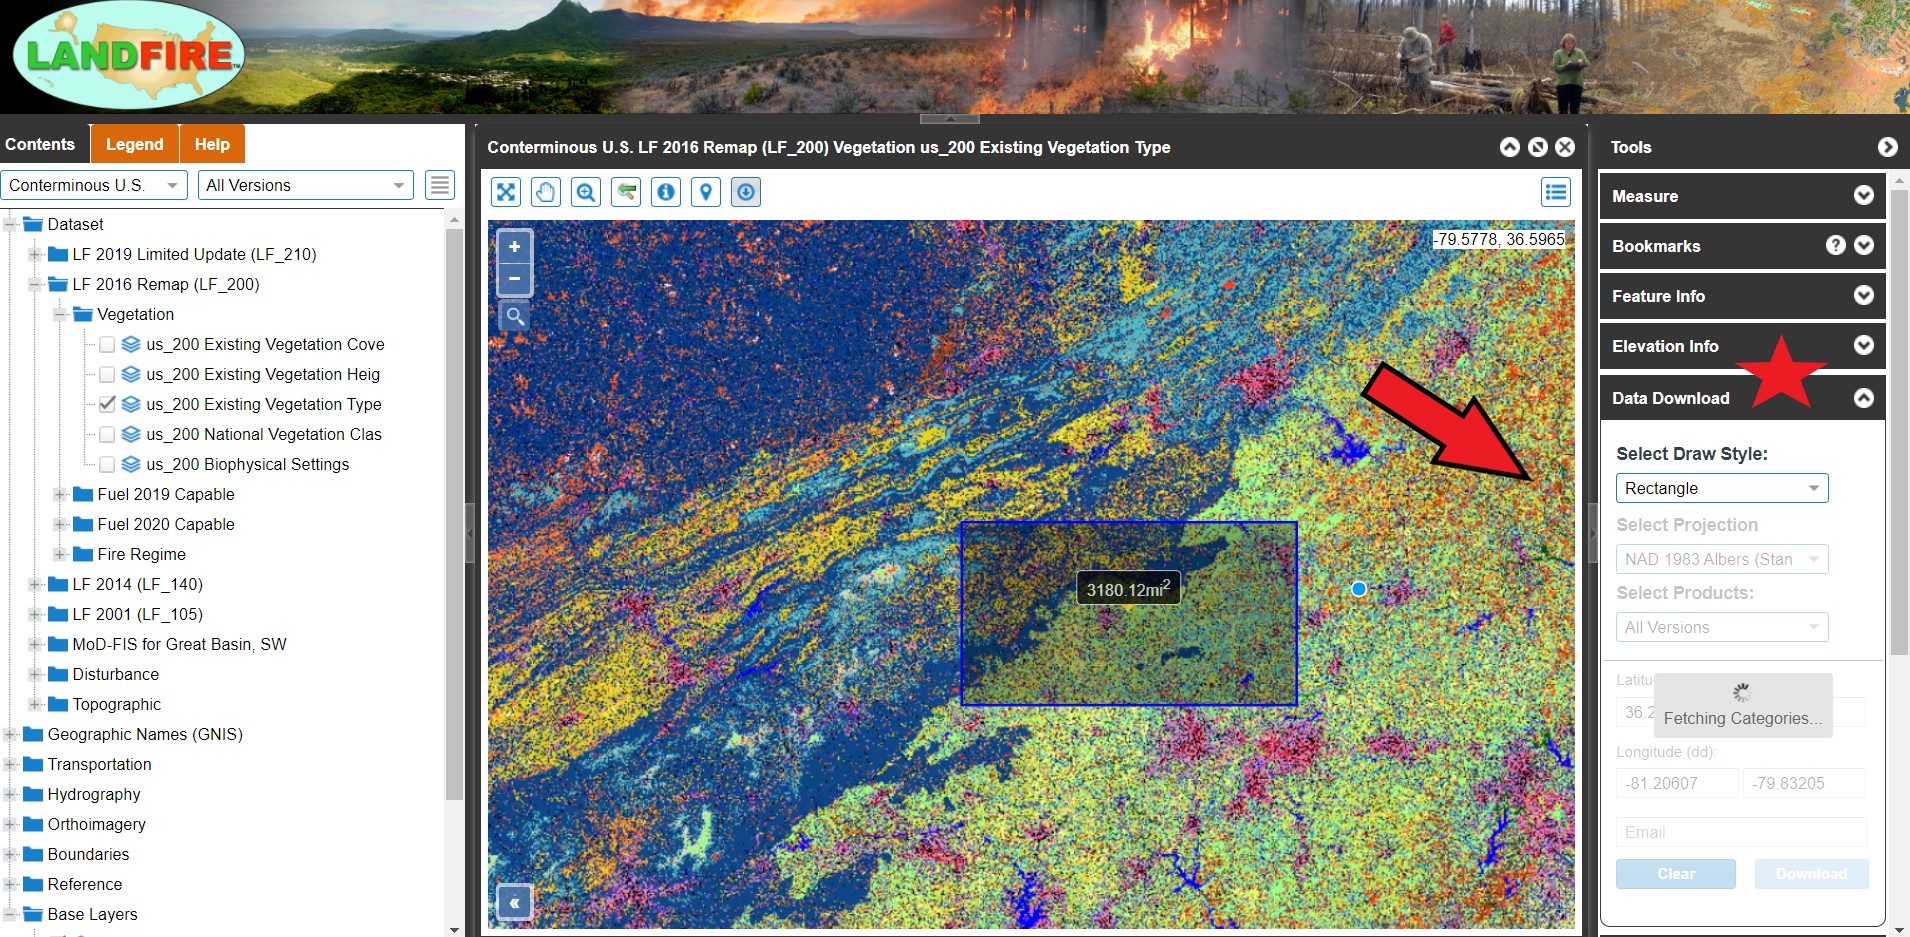 LANDFIRE
Contents
Legend
Help
Conterminous U.S.
All Versions
Dataset
LF 2019 Limited Update (LF_210)
LF 2016 Remap (LF_200)
Vegetation
us_200 Existing Vegetation Cove
us_200 Existing Vegetation Heig
us_200 Existing Vegetation Type
us_200 National Vegetation Clas
us_200 Biophysical Settings
Fuel 2019 Capable
Fuel 2020 Capable
Fire Regime
LF 2014 (LF_140)
LF 2001 (LF_105)
MoD-FIS for Great Basin, SW
Disturbance
Topographic
Geographic Names (GNIS)
Transportation
Hydrography
Orthoimagery
Boundaries
Reference
Base Layers
Conterminous U.S. LF 2016 Remap (LF_200) Vegetation us_200 Existing Vegetation Type
-79.5778, 36.5965
3180.12mi²
Tools
Measure
Bookmarks
Feature Info
Elevation Info
Data Download
Select Draw Style:
Rectangle
Select Projection
NAD 1983 Albers (Stan
Select Products:
All Versions
Latitu
36.2
Fetching Categories...
Longitude (dd):
-81.20607
-79.83205
Email
Clear
Download